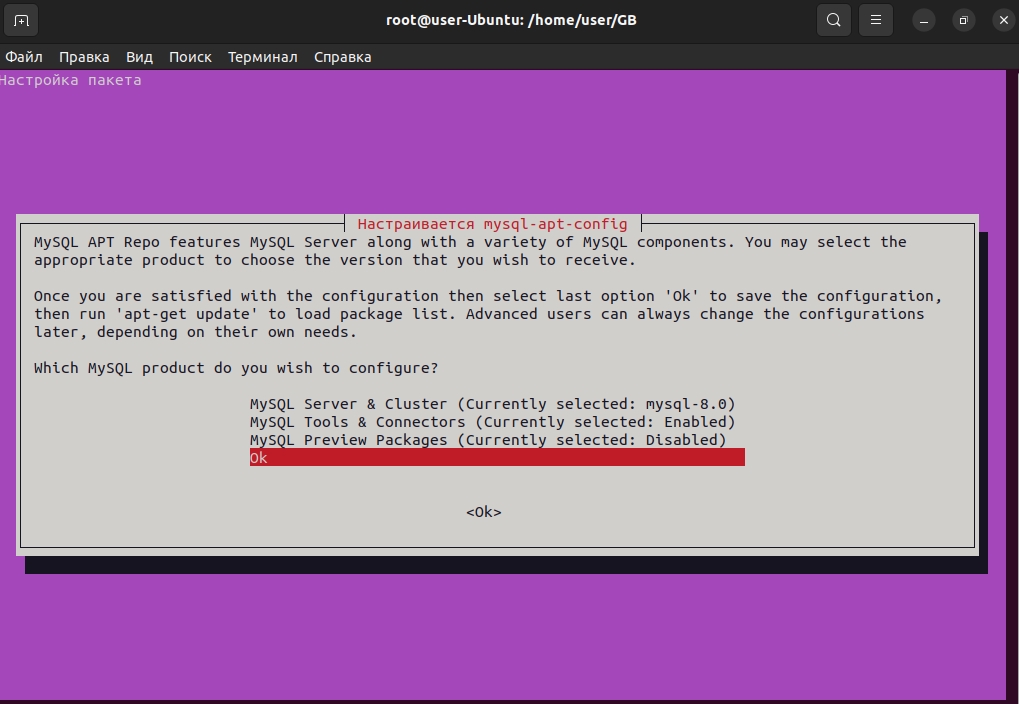 root@user-Ubuntu: /home/user/GB
Файл Правка Вид Поиск Терминал Справка
Настройка пакета
Настраивается mysql-apt-config
MySQL APT Repo features MySQL Server along with a variety of MySQL components. You may select the
appropriate product to choose the version that you wish to receive.
Once you are satisfied with the configuration then select last option 'Ok' to save the configuration,
then run 'apt-get update' to load package list. Advanced users can always change the configurations
later, depending on their own needs.
Which MySQL product do you wish to configure?
MySQL Server & Cluster (Currently selected: mysql-8.0)
MySQL Tools & Connectors (Currently selected: Enabled)
MySQL Preview Packages (Currently selected: Disabled)
Ok
<Ok>